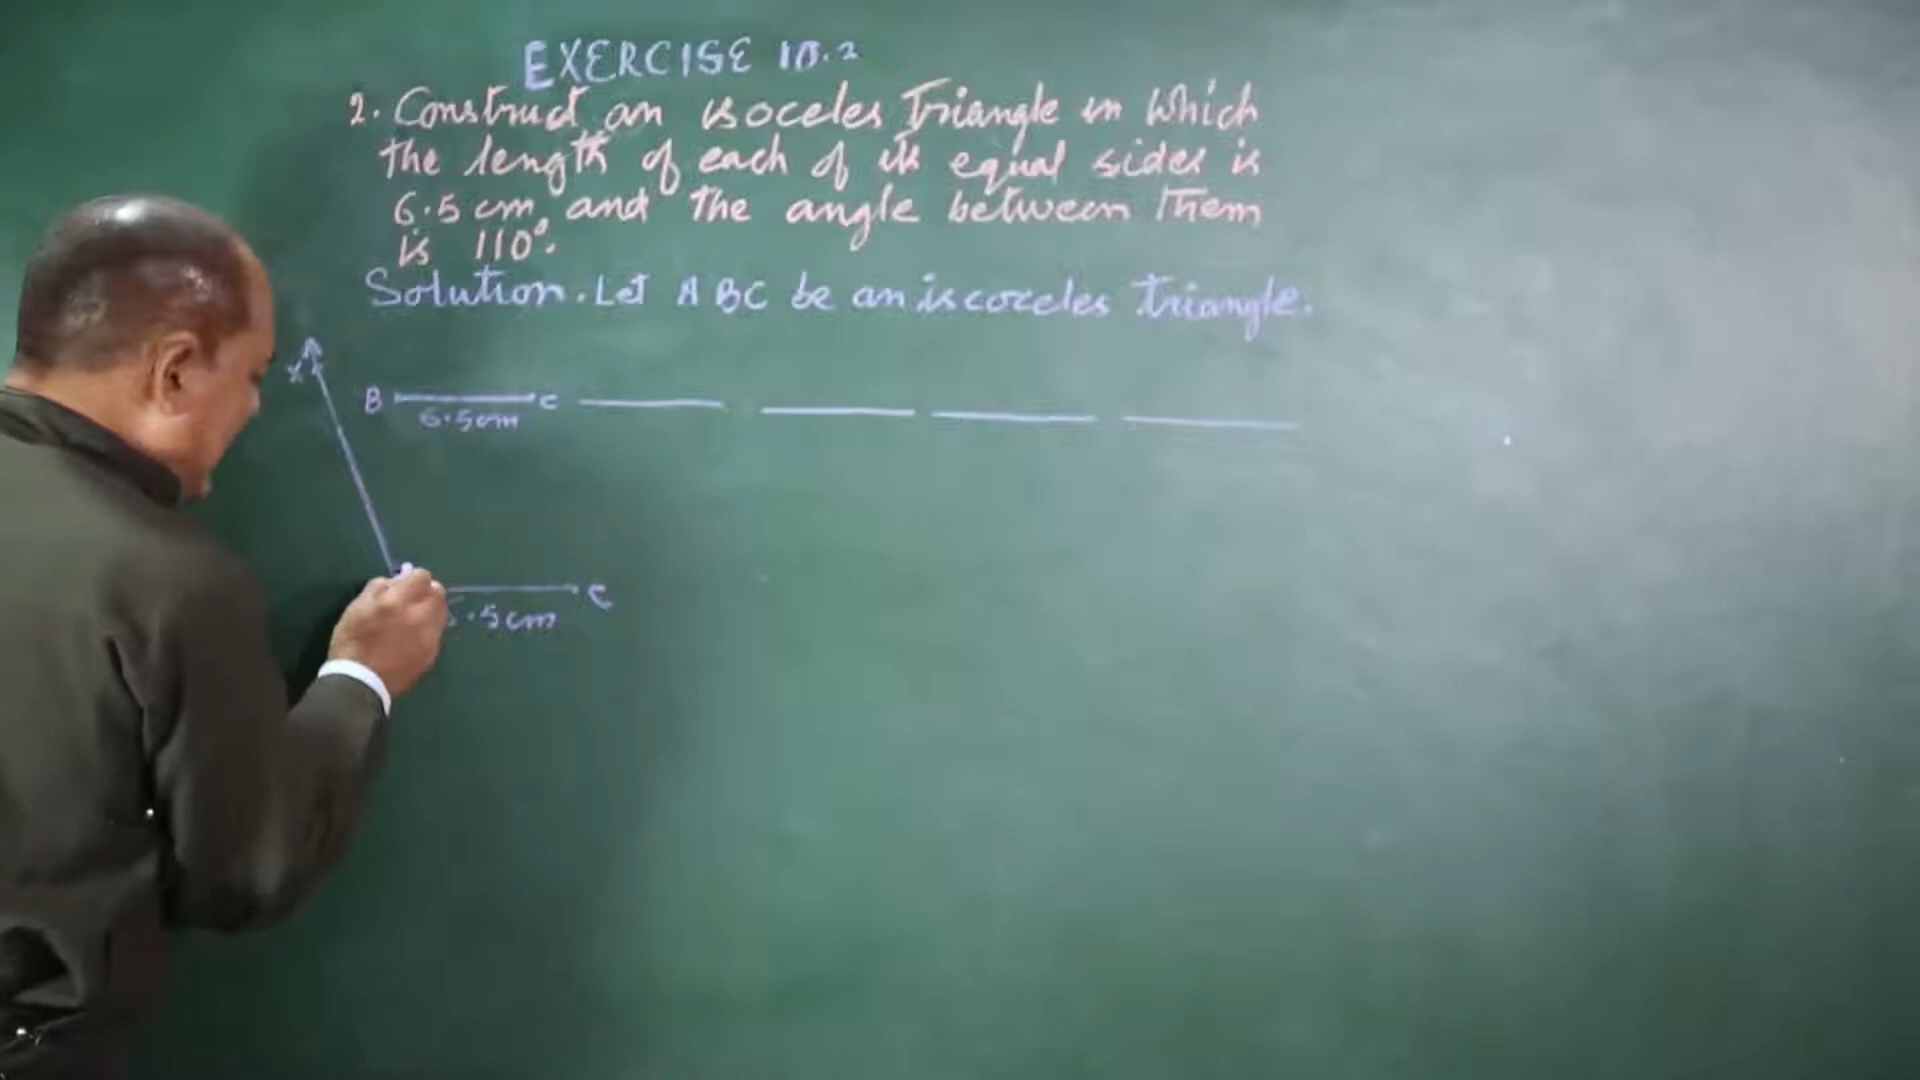 EXERCISE 10.2
2. Construct an isoceles Triangle in Which
the length of each of its equal sides is
6.5 cm, and the angle between them
is 110°.
Solution. Let ABC be an iscoceles triangle.
X
B C
6.5cm
C
.5cm